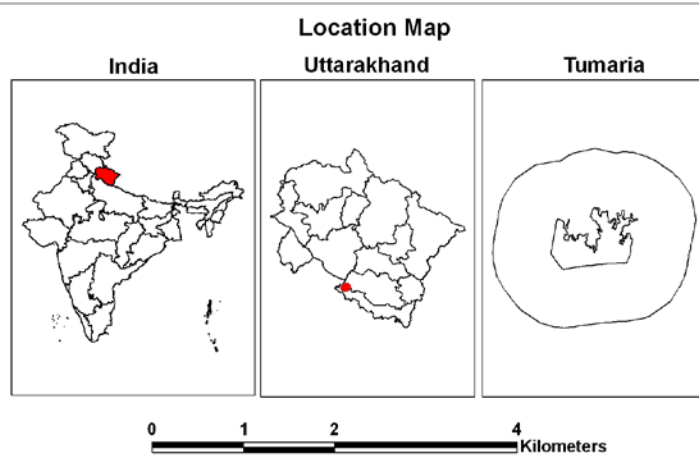 Location Map
India
Uttarakhand
Tumaria
0 1 2 4
Kilometers